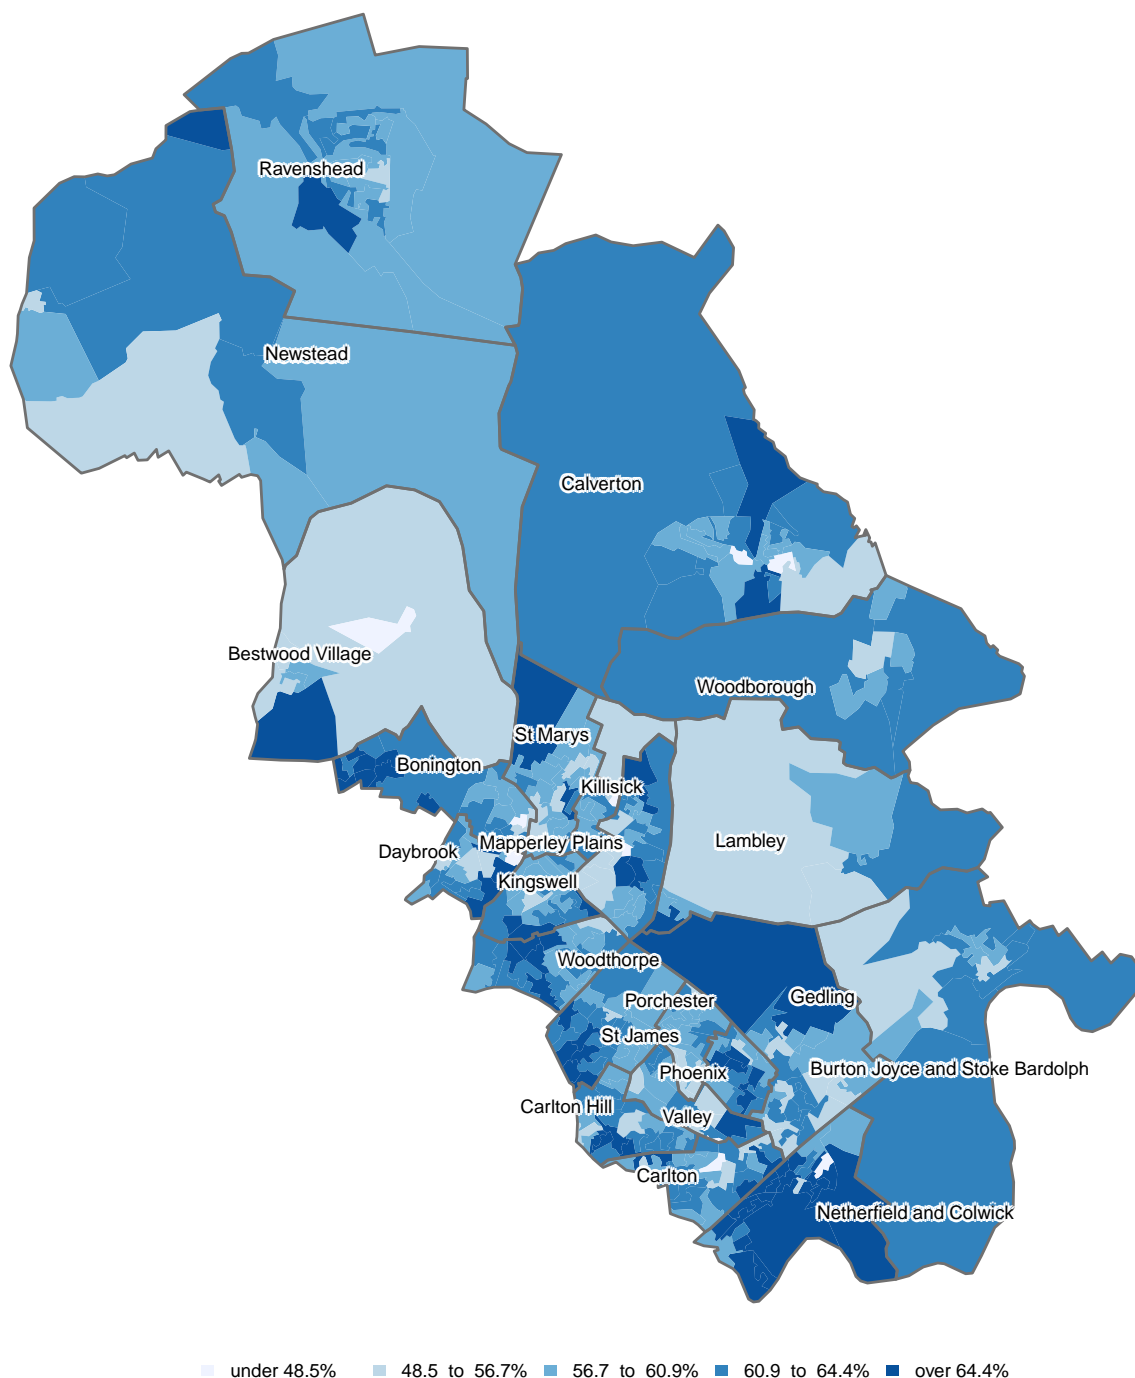 Ravenshead
Newstead
Calverton
Bestwood Village
Woodborough
St Marys
Bonington
Killisick
Mapperley Plains
Lambley
Daybrook
Kingswell
Woodthorpe
Porchester
Gedling
St James
Phoenix
Burton Joyce and Stoke Bardolph
Carlton Hill
Valley
Carlton
Netherfield and Colwick
under 48.5% 48.5 to 56.7% 56.7 to 60.9% 60.9 to 64.4% over 64.4%